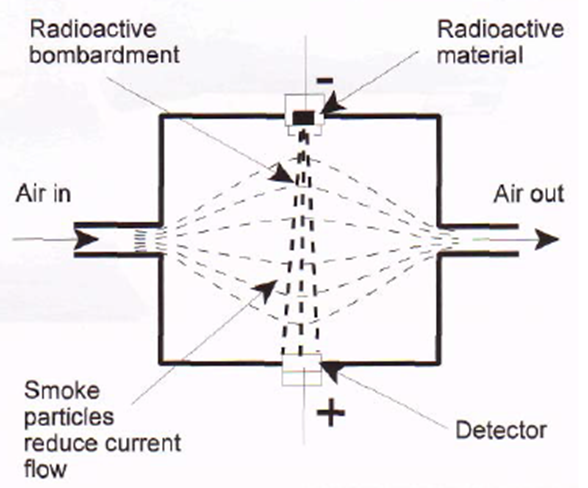 Radioactive
bombardment
Radioactive
material
-
Air in
Air out
Smoke
particles
reduce current
flow
+
Detector